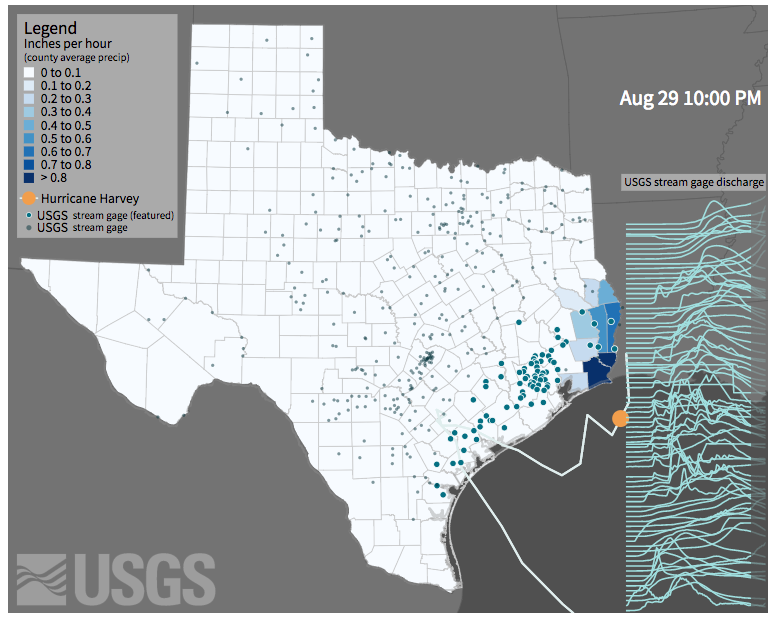 Legend
Inches per hour
(county average precip)
0 to 0.1
0.1 to 0.2
0.2 to 0.3
0.3 to 0.4
0.4 to 0.5
0.5 to 0.6
0.6 to 0.7
0.7 to 0.8
> 0.8
Hurricane Harvey
USGS stream gage (featured)
USGS stream gage
Aug 29 10:00 PM
USGS stream gage discharge
USGS